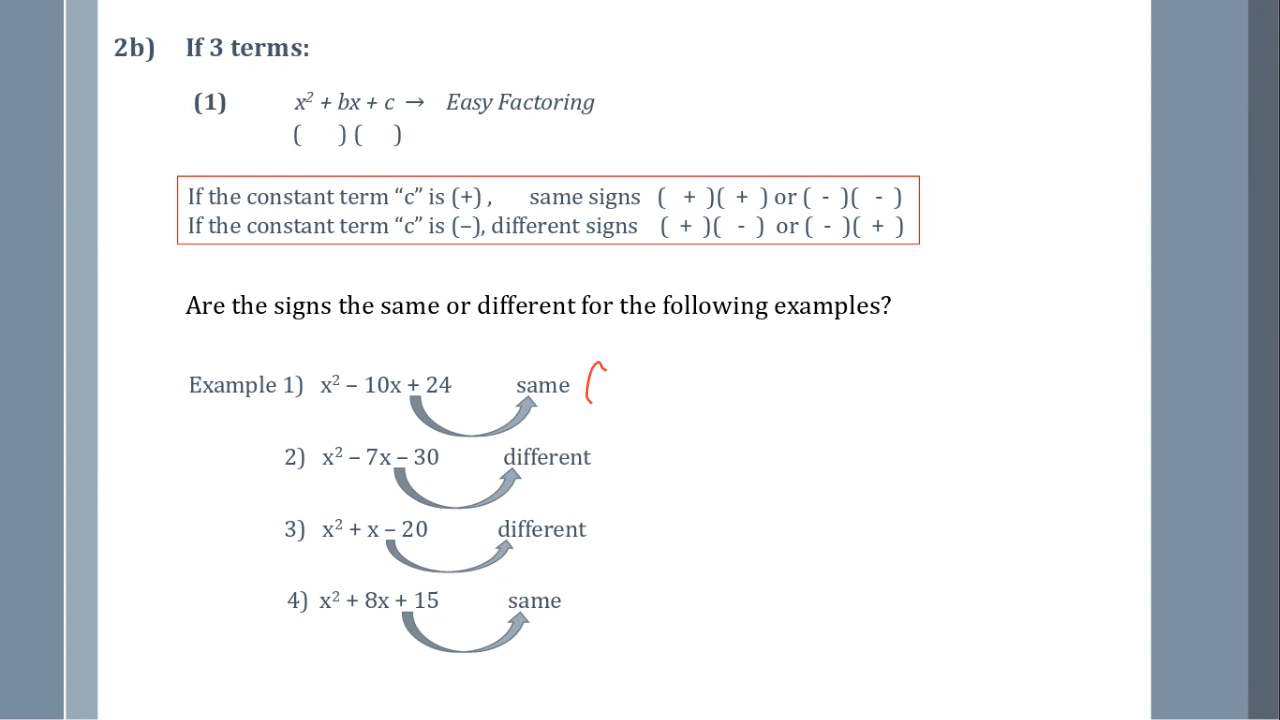 2b) If 3 terms:
(1) x² + bx + c → Easy Factoring
( ) ( )
If the constant term “c” is (+) , same signs ( + )( + ) or ( - )( - )
If the constant term “c” is (–), different signs ( + )( - ) or ( - )( + )
Are the signs the same or different for the following examples?
Example 1) x² – 10x + 24 same (
2) x² – 7x – 30 different
3) x² + x – 20 different
4) x² + 8x + 15 same